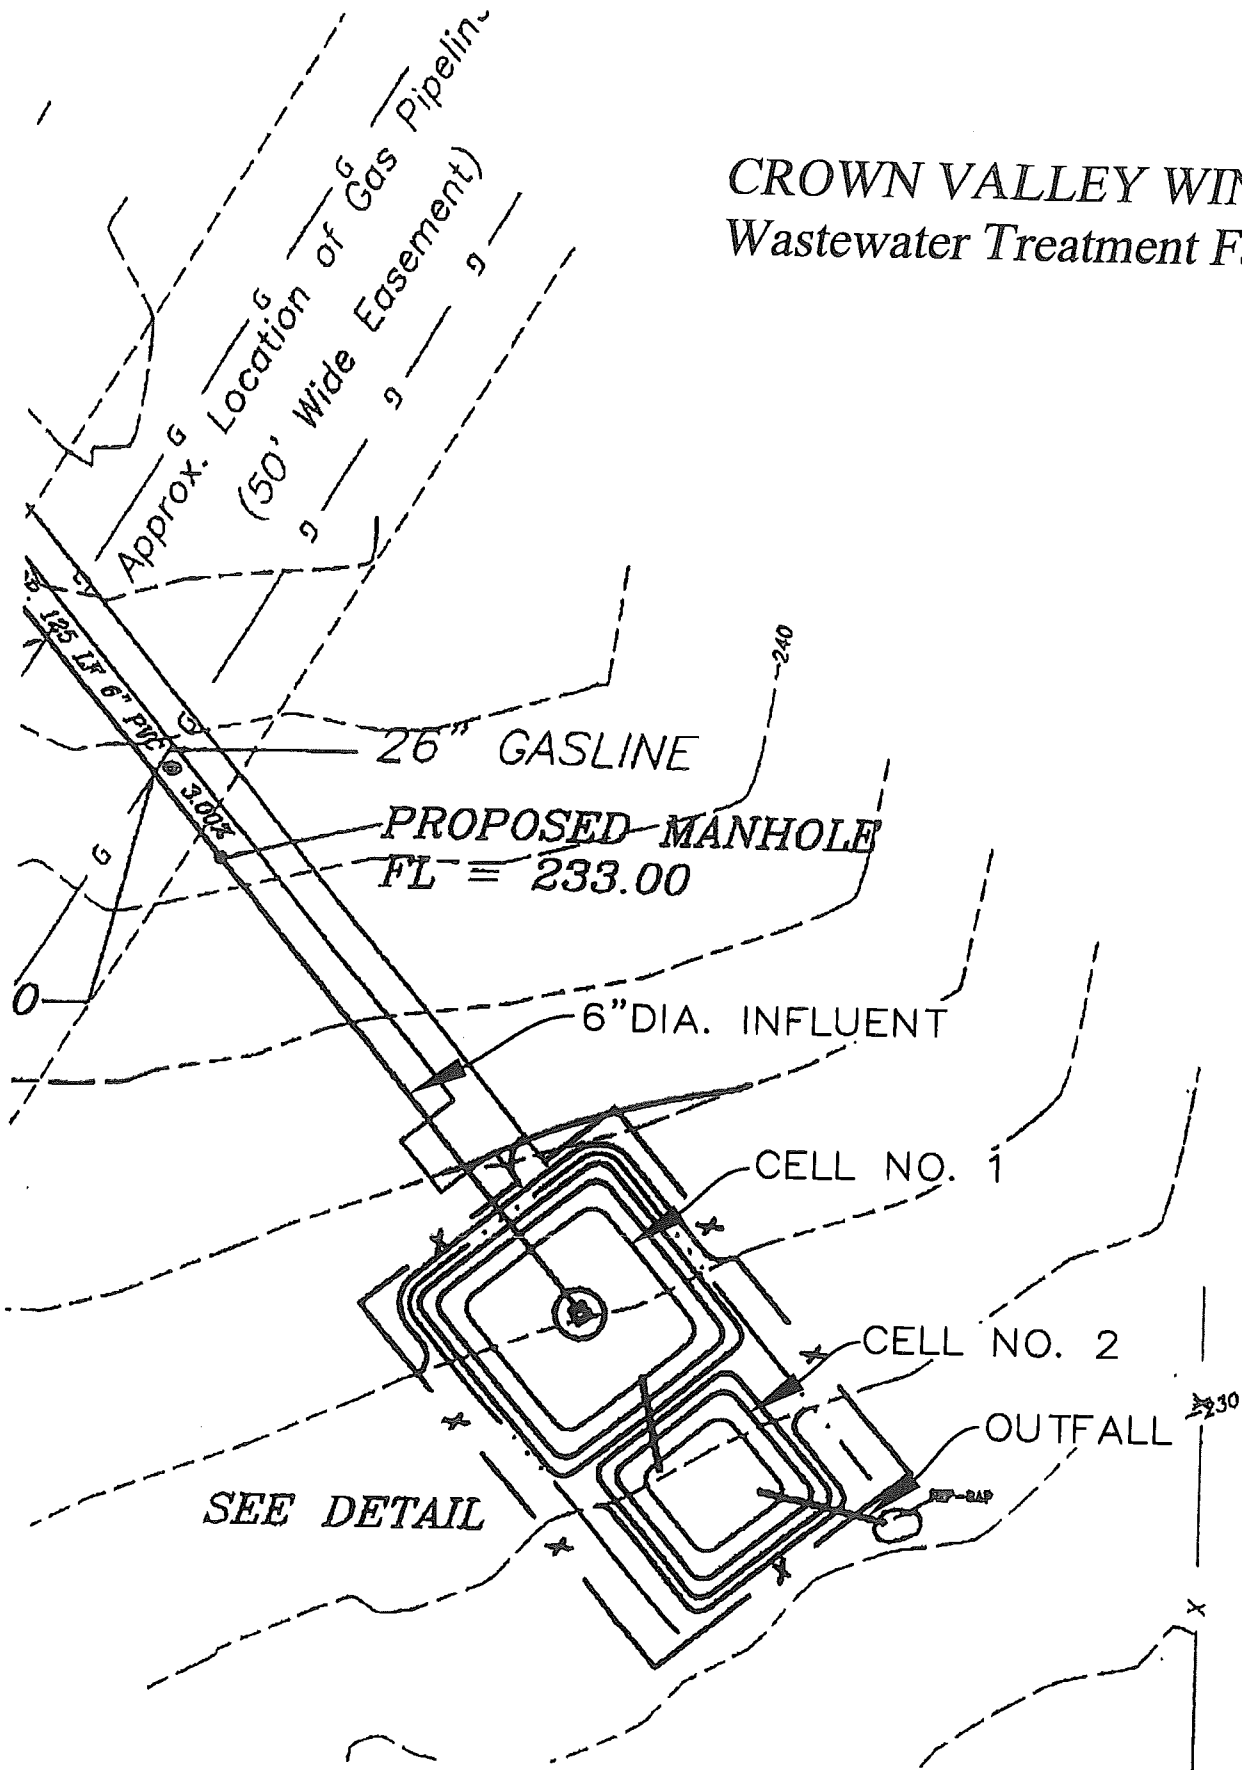 CROWN VALLEY
Wastewater Treatment
Approx. Location of Gas
(50' Wide Easement)
G
G
G
G
G
G
G
G
125 LF 6" PVC @ 3.00%
240
26" GASLINE
PROPOSED MANHOLE
FL = 233.00
G
6"DIA. INFLUENT
CELL NO. 1
CELL NO. 2
OUTFALL
230
RIP-RAP
SEE DETAIL
X
X
X
X
X
X
X